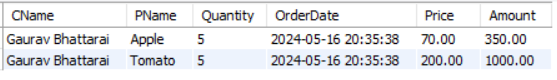 CName PName Quantity OrderDate Price Amount
Gaurav Bhattarai Apple 5 2024-05-16 20:35:38 70.00 350.00
Gaurav Bhattarai Tomato 5 2024-05-16 20:35:38 200.00 1000.00